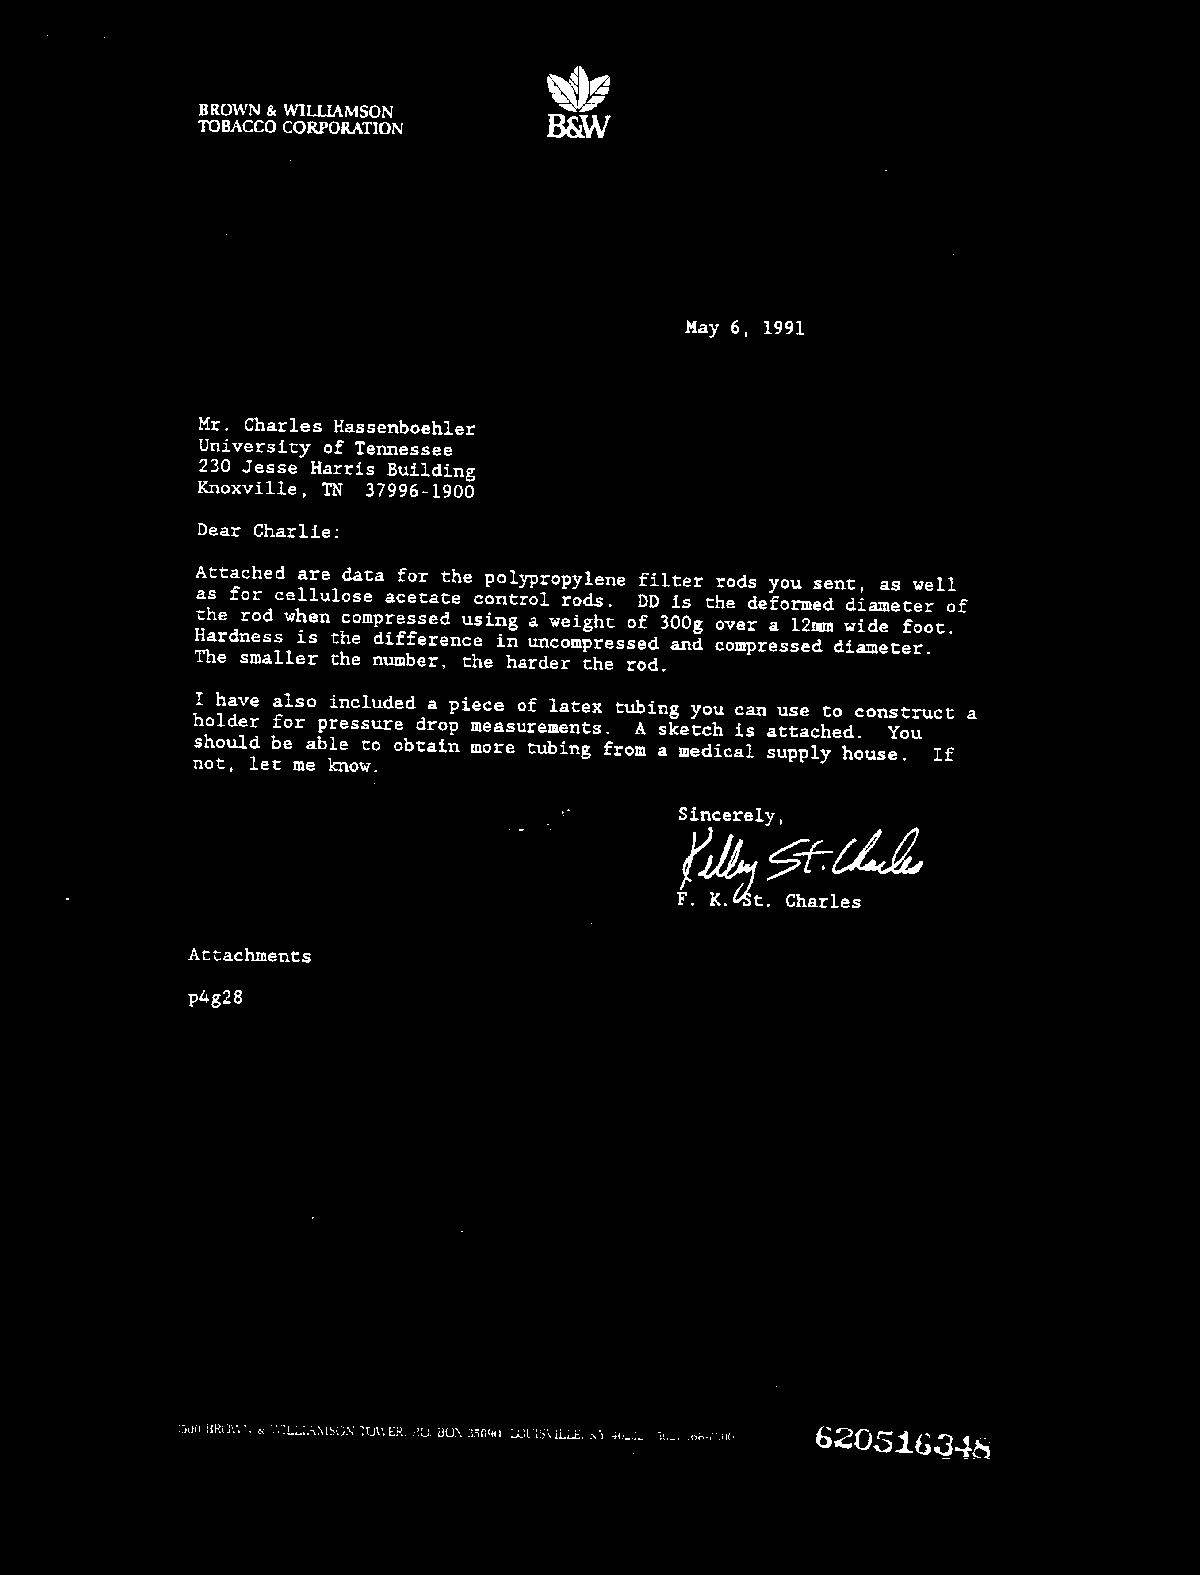 BROWN & WILLIAMSON
TOBACCO CORPORATION
B&W
May 6, 1991
Mr. Charles Hassenboehler
University of Tennessee
230 Jesse Harris Building
Knoxville, TN 37996-1900
Dear Charlie:
Attached are data for the polypropylene filter rods you sent, as well
as for cellulose acetate control rods. DD is the deformed diameter of
the rod when compressed using a weight of 300g over a 12mm wide foot.
Hardness is the difference in uncompressed and compressed diameter.
The smaller the number, the harder the rod.
I have also included a piece of latex tubing you can use to construct a
holder for pressure drop measurements. A sketch is attached. You
should be able to obtain more tubing from a medical supply house. If
not, let me know.
Sincerely,
Kelley St. Charles
F. K. St. Charles
Attachments
p4g28
BROWN & WILLIAMSON TOWER, P.O. BOX 35090 LOUISVILLE, KY
620516348